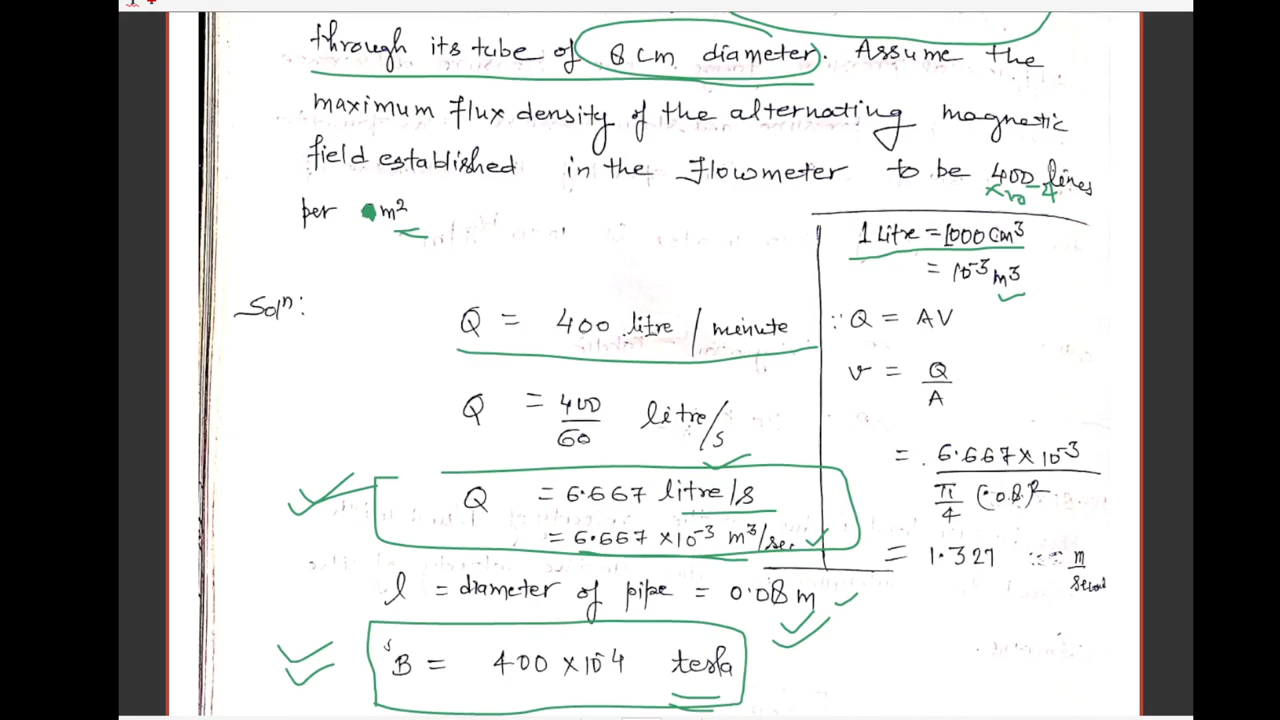 through its tube of 8 cm diameter. Assume the
maximum flux density of the alternating magnetic
field established in the flowmeter to be 400 lines
×10⁻⁴
per m²
1 Litre = 1000 cm³
= 10⁻³ m³
Solⁿ:
Q = 400 litre / minute
∵ Q = AV
v = Q/A
Q = 400/60 litre/s
= 6.667×10⁻³ / π/4 (.08)²
Q = 6.667 litre/s
= 6.667 ×10⁻³ m³/sec
= 1.327 m/second
l = diameter of pipe = 0.08 m
B = 400 ×10⁻⁴ tesla